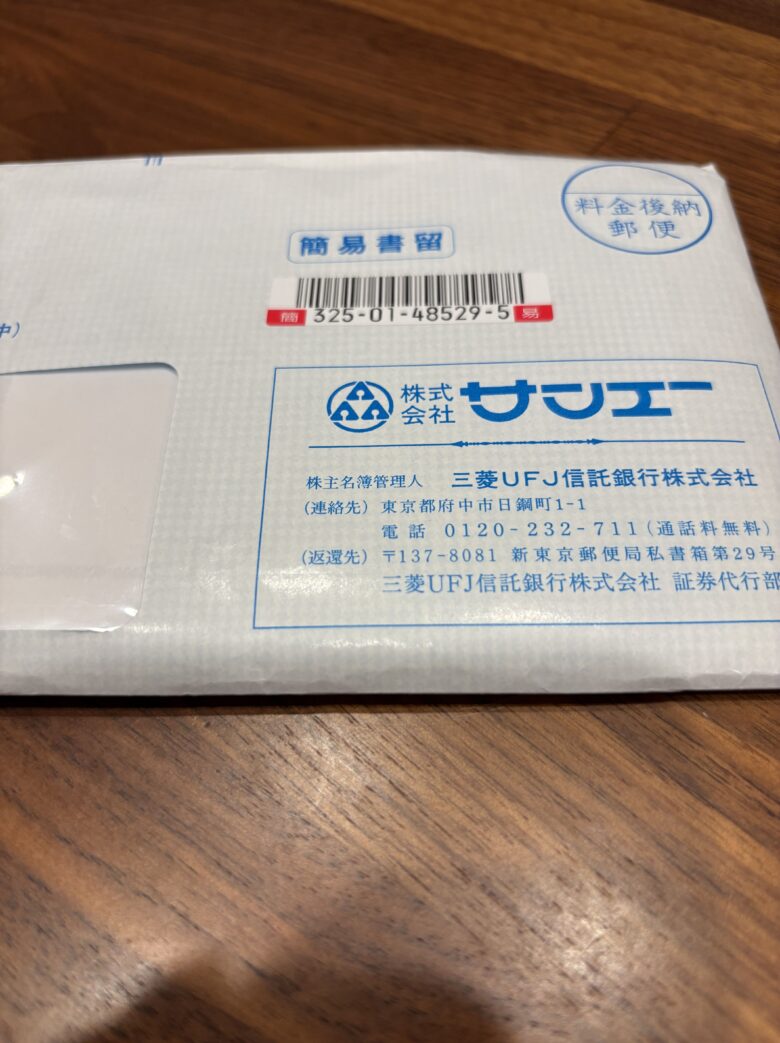 料金後納
郵便
簡易書留
簡 325-01-48529-5 易
中)
株式
会社 サンエー
株主名簿管理人 三菱UFJ信託銀行株式会社
(連絡先) 東京都府中市日鋼町1-1
電話 0120-232-711(通話料無料)
(返還先) 〒137-8081 新東京郵便局私書箱第29号
三菱UFJ信託銀行株式会社 証券代行部